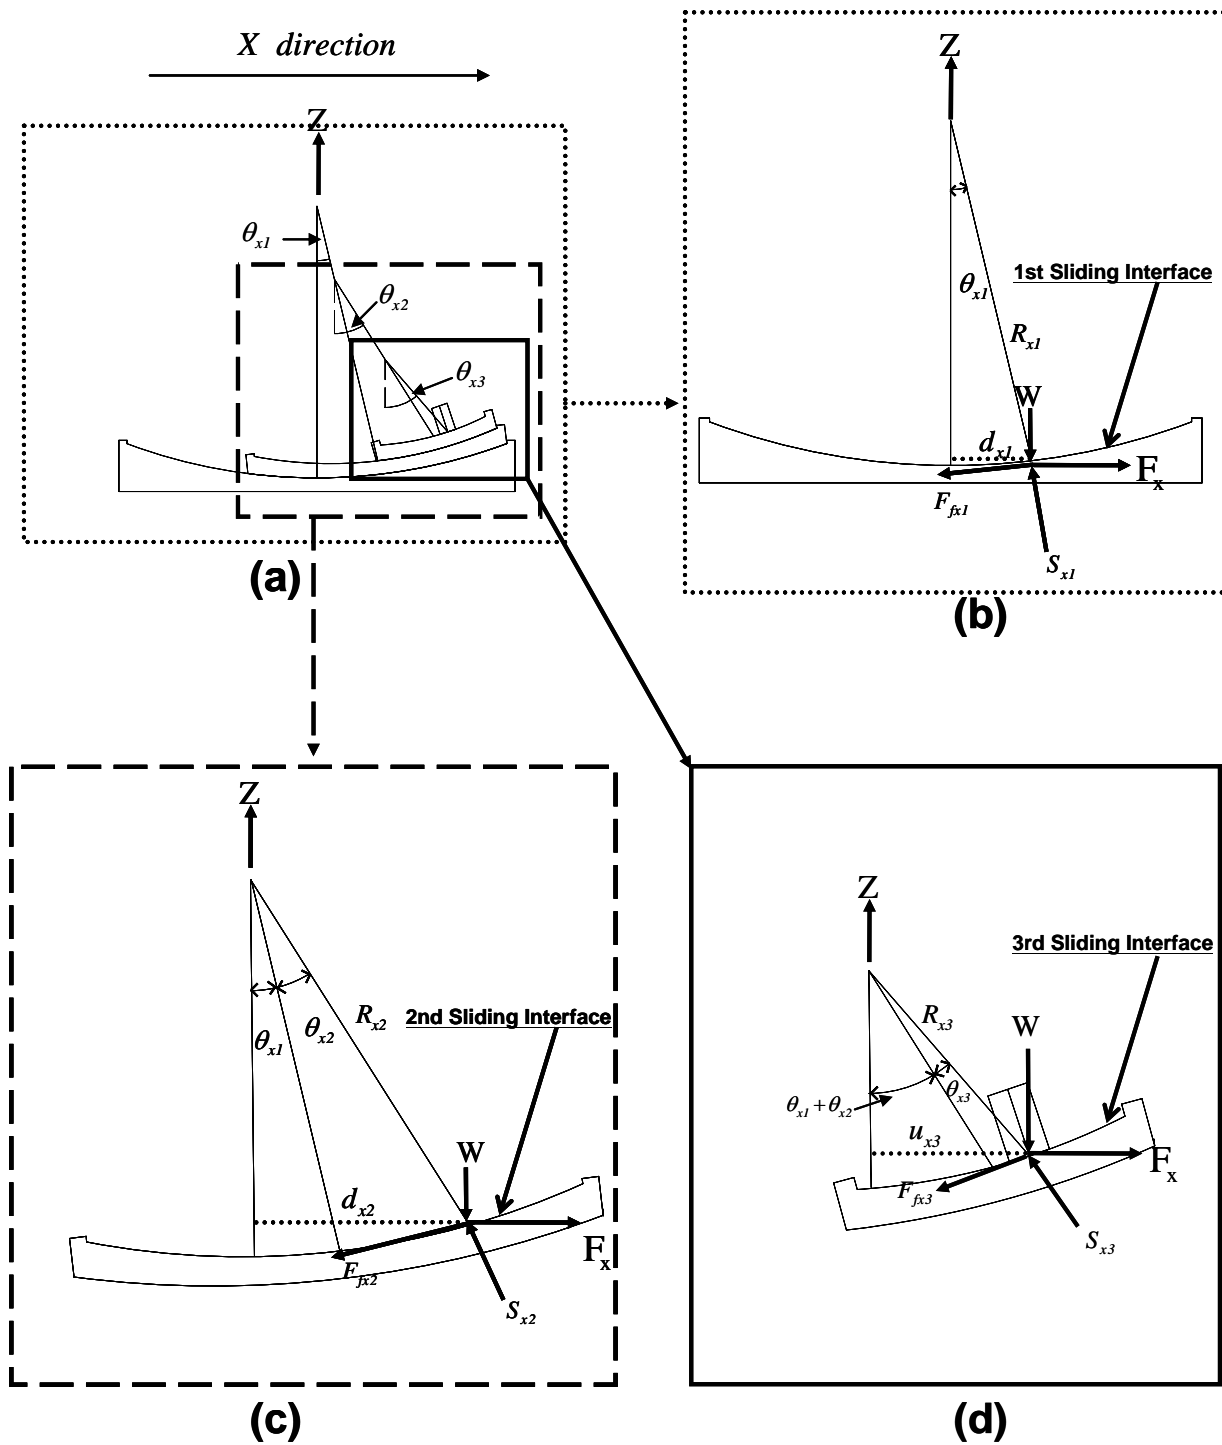 X direction
Z
θx1
θx2
θx3
(a)
Z
θx1
1st Sliding Interface
Rx1
W
dx1
Fx
Ffx1
Sx1
(b)
Z
θx1
θx2
Rx2
2nd Sliding Interface
W
dx2
Fx
Ffx2
Sx2
(c)
Z
3rd Sliding Interface
Rx3
W
θx1+θx2
θx3
ux3
Fx
Ffx3
Sx3
(d)